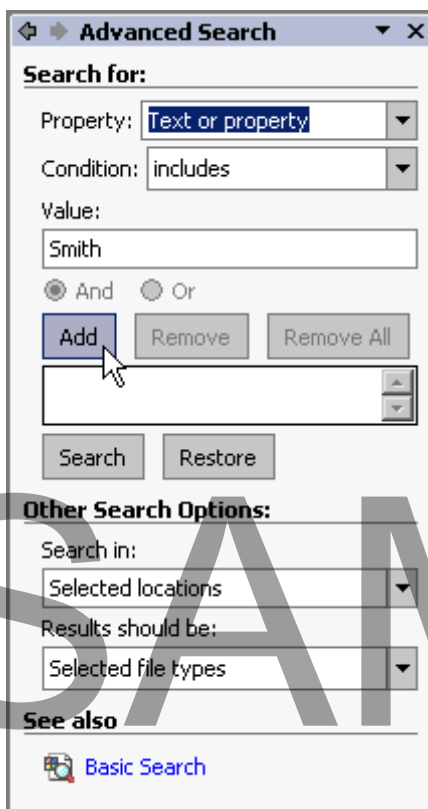 Advanced Search
Search for:
Property: Text or property
Condition: includes
Value:
Smith
And Or
Add Remove Remove All
Search Restore
Other Search Options:
Search in:
Selected locations
Results should be:
Selected file types
See also
Basic Search